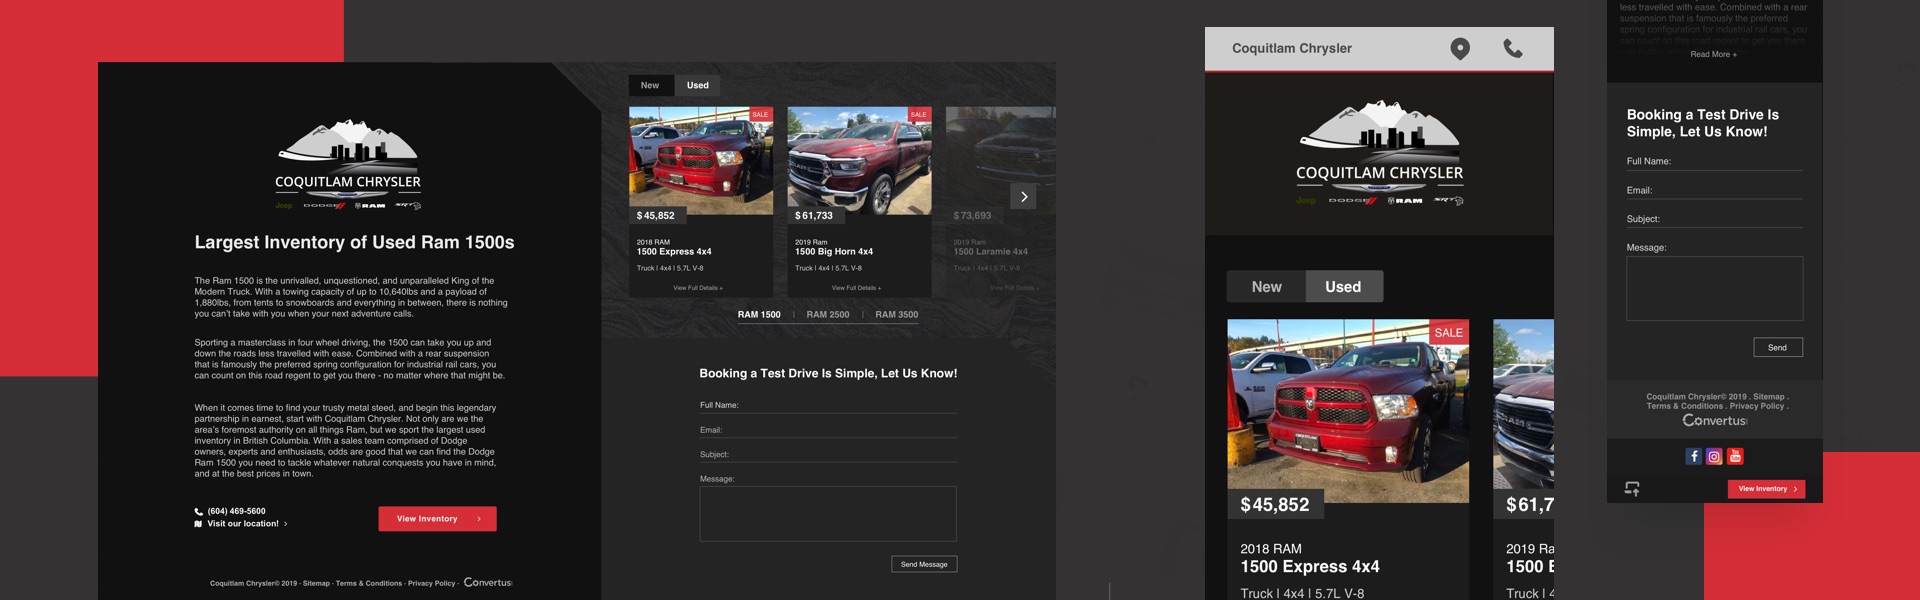 COQUITLAM CHRYSLER
Jeep DODGE RAM SRT
Largest Inventory of Used Ram 1500s
The Ram 1500 is the unrivalled, unquestioned, and unparalleled King of the
Modern Truck. With a towing capacity of up to 10,640lbs and a payload of
1,880lbs, from tents to snowboards and everything in between, there is nothing
you can't take with you when your next adventure calls.
Sporting a masterclass in four wheel driving, the 1500 can take you up and
down the roads less travelled with ease. Combined with a rear suspension
that is famously the preferred spring configuration for industrial rail cars, you
can count on this road regent to get you there - no matter where that might be.
When it comes time to find your trusty metal steed, and begin this legendary
partnership in earnest, start with Coquitlam Chrysler. Not only are we the
area's foremost authority on all things Ram, but we sport the largest used
inventory in British Columbia. With a sales team comprised of Dodge
owners, experts and enthusiasts, odds are good that we can find the Dodge
Ram 1500 you need to tackle whatever natural conquests you have in mind,
and at the best prices in town.
(604) 469-5600
Visit our location! >
View Inventory >
Coquitlam Chrysler© 2019 · Sitemap · Terms & Conditions · Privacy Policy · Convertus
New Used
SALE
$45,852
2018 RAM
1500 Express 4x4
Truck | 4x4 | 5.7L V-8
View Full Details +
SALE
$61,733
2019 Ram
1500 Big Horn 4x4
Truck | 4x4 | 5.7L V-8
View Full Details +
$73,693
2019 Ram
1500 Laramie 4x4
Truck | 4x4 | 5.7L V-8
View Full Details +
RAM 1500 | RAM 2500 | RAM 3500
Booking a Test Drive Is Simple, Let Us Know!
Full Name:
Email:
Subject:
Message:
Send Message
Coquitlam Chrysler
COQUITLAM CHRYSLER
Jeep DODGE RAM SRT
New Used
SALE
$45,852
2018 RAM
1500 Express 4x4
Truck | 4x4 | 5.7L V-8
$61,7
2019 Ra
1500 B
Truck | 4
less travelled with ease. Combined with a rear
suspension that is famously the preferred
spring configuration for industrial rail cars, you
can count on this road regent to get you there
Read More +
Booking a Test Drive Is
Simple, Let Us Know!
Full Name:
Email:
Subject:
Message:
Send
Coquitlam Chrysler© 2019 . Sitemap .
Terms & Conditions . Privacy Policy .
Convertus
You Tube
View Inventory >